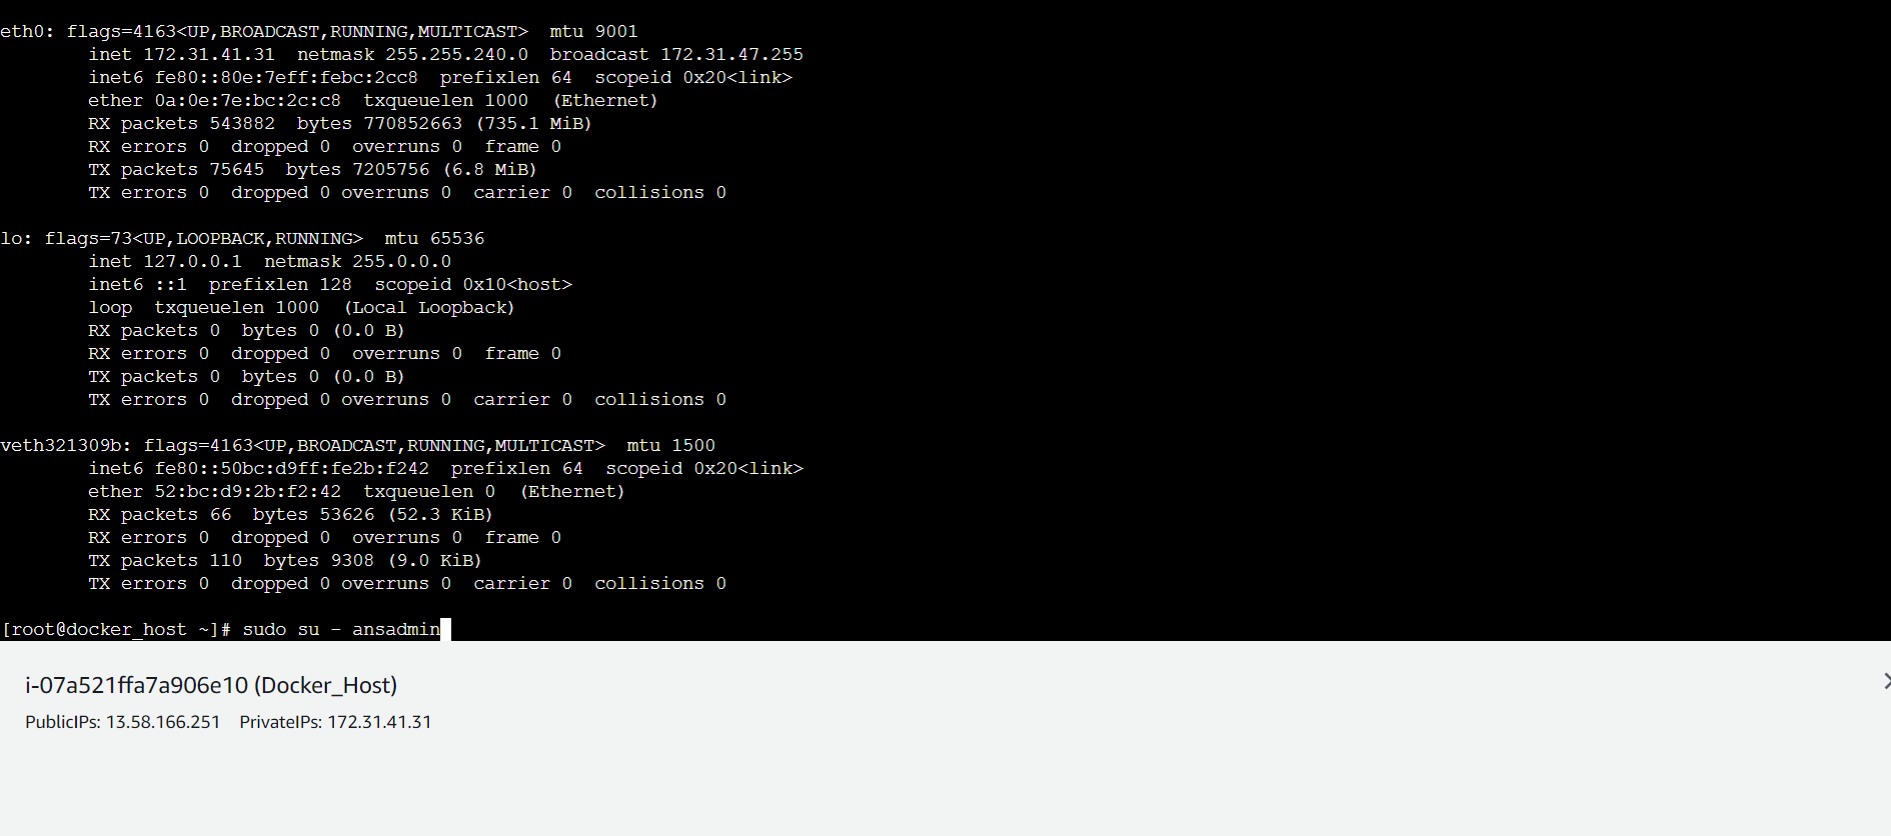 eth0: flags=4163<UP,BROADCAST,RUNNING,MULTICAST>  mtu 9001
        inet 172.31.41.31  netmask 255.255.240.0  broadcast 172.31.47.255
        inet6 fe80::80e:7eff:febc:2cc8  prefixlen 64  scopeid 0x20<link>
        ether 0a:0e:7e:bc:2c:c8  txqueuelen 1000  (Ethernet)
        RX packets 543882  bytes 770852663 (735.1 MiB)
        RX errors 0  dropped 0  overruns 0  frame 0
        TX packets 75645  bytes 7205756 (6.8 MiB)
        TX errors 0  dropped 0 overruns 0  carrier 0  collisions 0

lo: flags=73<UP,LOOPBACK,RUNNING>  mtu 65536
        inet 127.0.0.1  netmask 255.0.0.0
        inet6 ::1  prefixlen 128  scopeid 0x10<host>
        loop  txqueuelen 1000  (Local Loopback)
        RX packets 0  bytes 0 (0.0 B)
        RX errors 0  dropped 0  overruns 0  frame 0
        TX packets 0  bytes 0 (0.0 B)
        TX errors 0  dropped 0 overruns 0  carrier 0  collisions 0

veth321309b: flags=4163<UP,BROADCAST,RUNNING,MULTICAST>  mtu 1500
        inet6 fe80::50bc:d9ff:fe2b:f242  prefixlen 64  scopeid 0x20<link>
        ether 52:bc:d9:2b:f2:42  txqueuelen 0  (Ethernet)
        RX packets 66  bytes 53626 (52.3 KiB)
        RX errors 0  dropped 0  overruns 0  frame 0
        TX packets 110  bytes 9308 (9.0 KiB)
        TX errors 0  dropped 0 overruns 0  carrier 0  collisions 0

[root@docker_host ~]# sudo su - ansadmin
i-07a521ffa7a906e10 (Docker_Host)
PublicIPs: 13.58.166.251    PrivateIPs: 172.31.41.31